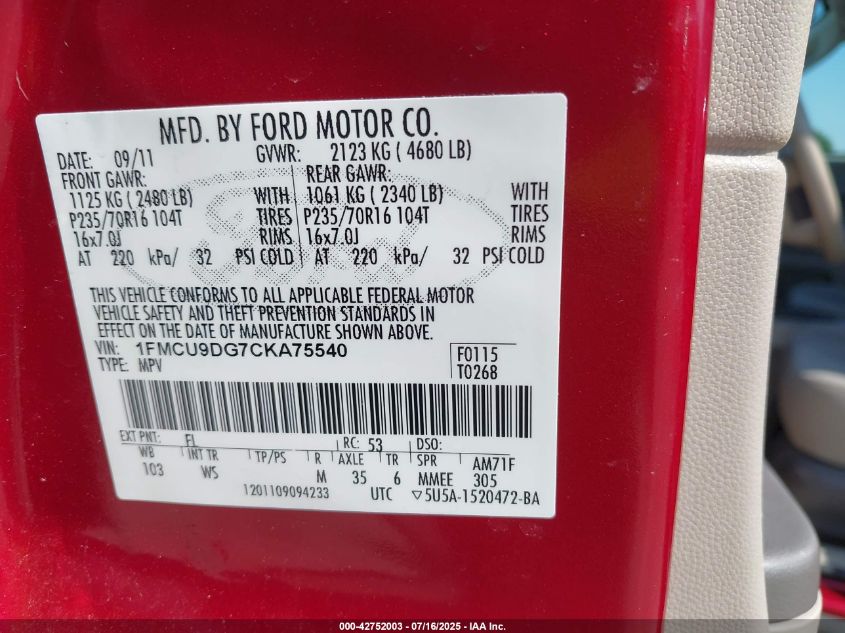 MFD. BY FORD MOTOR CO.
DATE: 09/11 GVWR: 2123 KG ( 4680 LB)
FRONT GAWR: REAR GAWR:
1125 KG ( 2480 LB) WITH 1061 KG ( 2340 LB) WITH
P235/70R16 104T TIRES P235/70R16 104T TIRES
16x7.0J RIMS 16x7.0J RIMS
AT 220 kPa/ 32 PSI COLD AT 220 kPa/ 32 PSI COLD
THIS VEHICLE CONFORMS TO ALL APPLICABLE FEDERAL MOTOR
VEHICLE SAFETY AND THEFT PREVENTION STANDARDS IN
EFFECT ON THE DATE OF MANUFACTURE SHOWN ABOVE.
VIN: 1FMCU9DG7CKA75540 F0115
TYPE: MPV T0268
EXT PNT: FL RC: 53 DSO:
WB INT TR TP/PS R AXLE TR SPR AM71F
103 WS M 35 6 MMEE 305
1201109094233 UTC ▽5U5A-1520472-BA
000-42752003 - 07/16/2025 - IAA Inc.